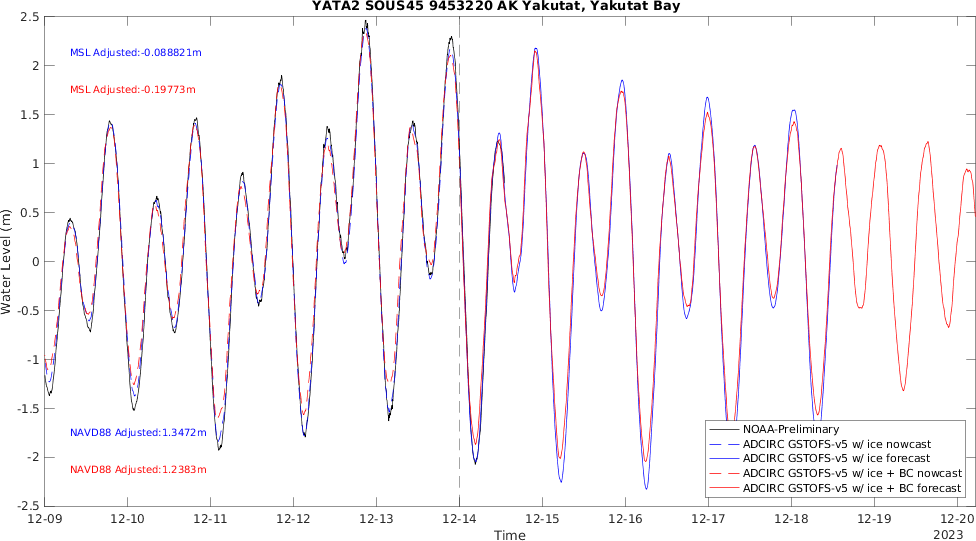 YATA2 SOUS45 9453220 AK Yakutat, Yakutat Bay
2.5
2
1.5
1
0.5
0
-0.5
-1
-1.5
-2
-2.5
Water Level (m)
MSL Adjusted:-0.088821m
MSL Adjusted:-0.19773m
NAVD88 Adjusted:1.3472m
NAVD88 Adjusted:1.2383m
NOAA-Preliminary
ADCIRC GSTOFS-v5 w/ ice nowcast
ADCIRC GSTOFS-v5 w/ ice forecast
ADCIRC GSTOFS-v5 w/ ice + BC nowcast
ADCIRC GSTOFS-v5 w/ ice + BC forecast
12-09 12-10 12-11 12-12 12-13 12-14 12-15 12-16 12-17 12-18 12-19 12-20
Time
2023